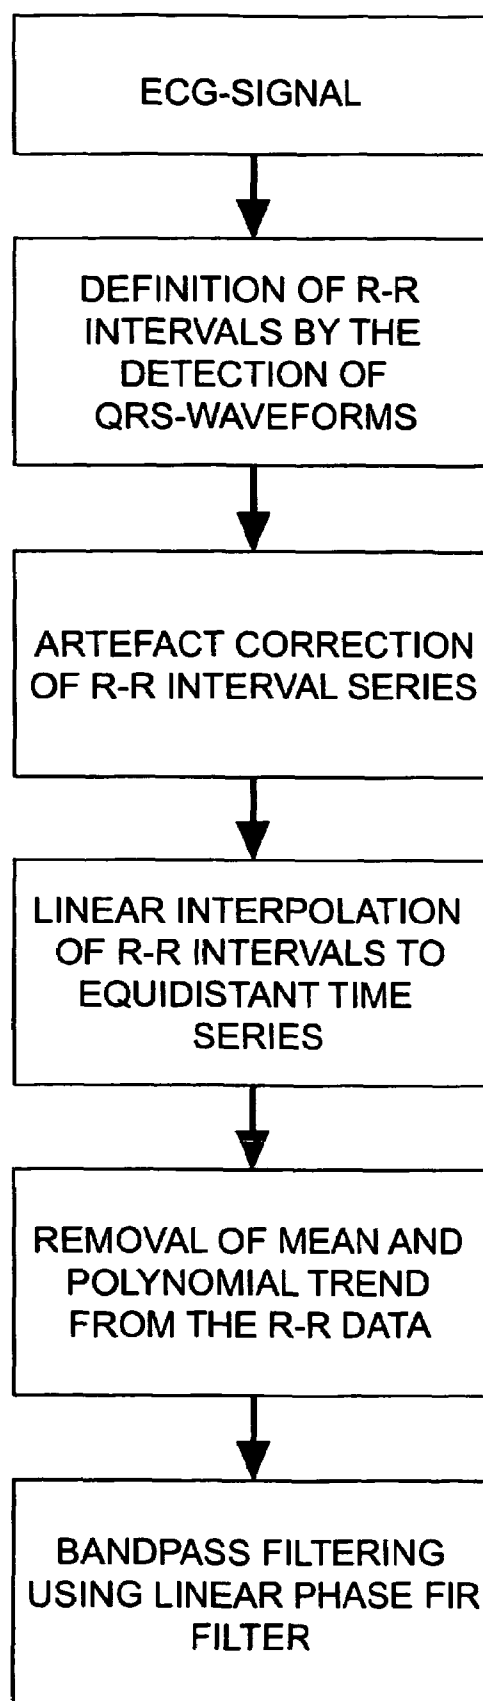 ECG-SIGNAL
DEFINITION OF R-R
INTERVALS BY THE
DETECTION OF
QRS-WAVEFORMS
ARTEFACT CORRECTION
OF R-R INTERVAL SERIES
LINEAR INTERPOLATION
OF R-R INTERVALS TO
EQUIDISTANT TIME
SERIES
REMOVAL OF MEAN AND
POLYNOMIAL TREND
FROM THE R-R DATA
BANDPASS FILTERING
USING LINEAR PHASE FIR
FILTER